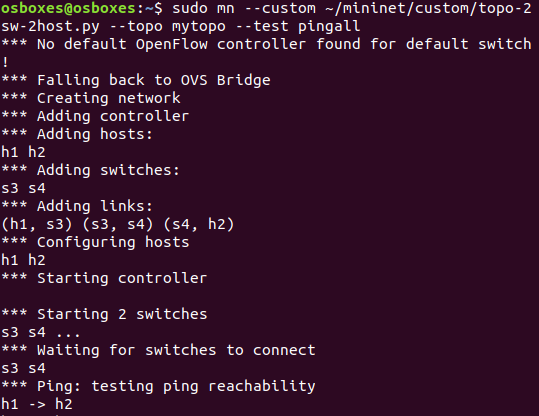 osboxes@osboxes:~$ sudo mn --custom ~/mininet/custom/topo-2
sw-2host.py --topo mytopo --test pingall
*** No default OpenFlow controller found for default switch
!
*** Falling back to OVS Bridge
*** Creating network
*** Adding controller
*** Adding hosts:
h1 h2
*** Adding switches:
s3 s4
*** Adding links:
(h1, s3) (s3, s4) (s4, h2)
*** Configuring hosts
h1 h2
*** Starting controller

*** Starting 2 switches
s3 s4 ...
*** Waiting for switches to connect
s3 s4
*** Ping: testing ping reachability
h1 -> h2